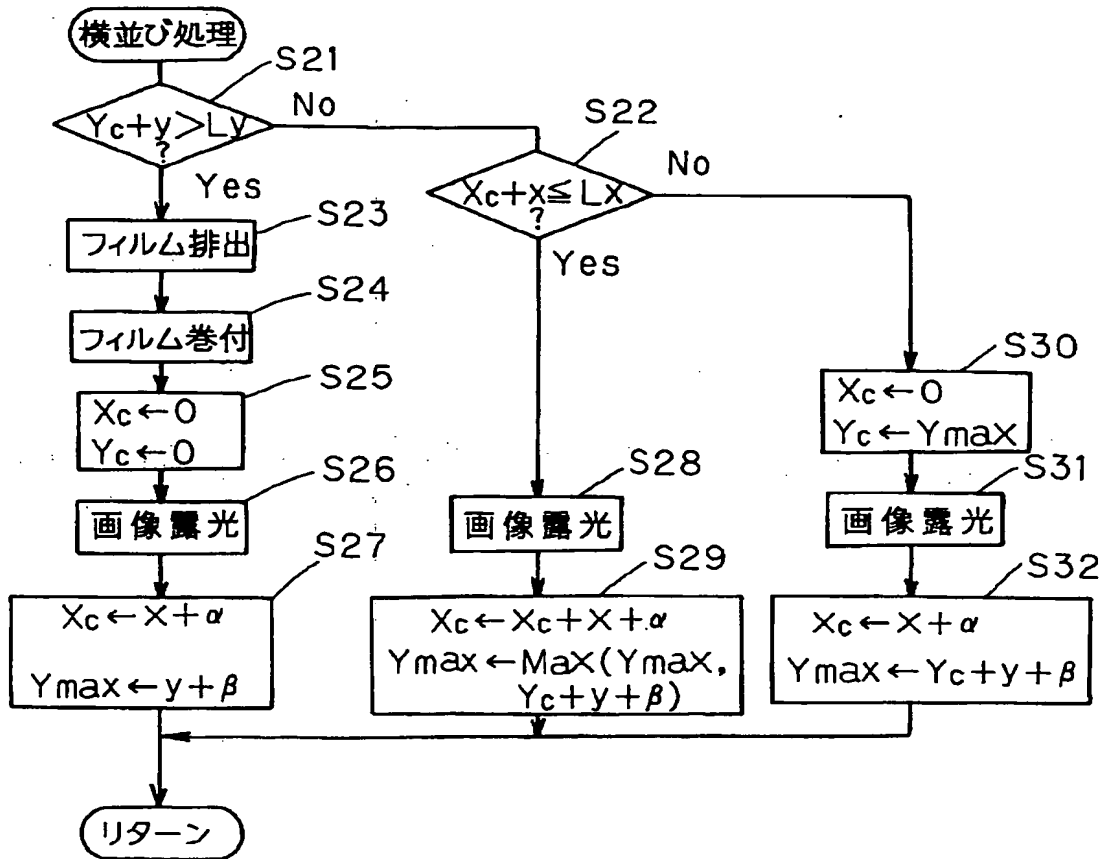 横並び処理
S21
Yc+y>Ly
?
No
Yes
S22
Xc+x≦Lx
?
No
Yes
S23
フィルム排出
S24
フィルム巻付
S25
Xc←0
Yc←0
S26
画像露光
S27
Xc←x+α
Ymax←y+β
S28
画像露光
S29
Xc←Xc+x+α
Ymax←Max(Ymax,
Yc+y+β)
S30
Xc←0
Yc←Ymax
S31
画像露光
S32
Xc←x+α
Ymax←Yc+y+β
リターン